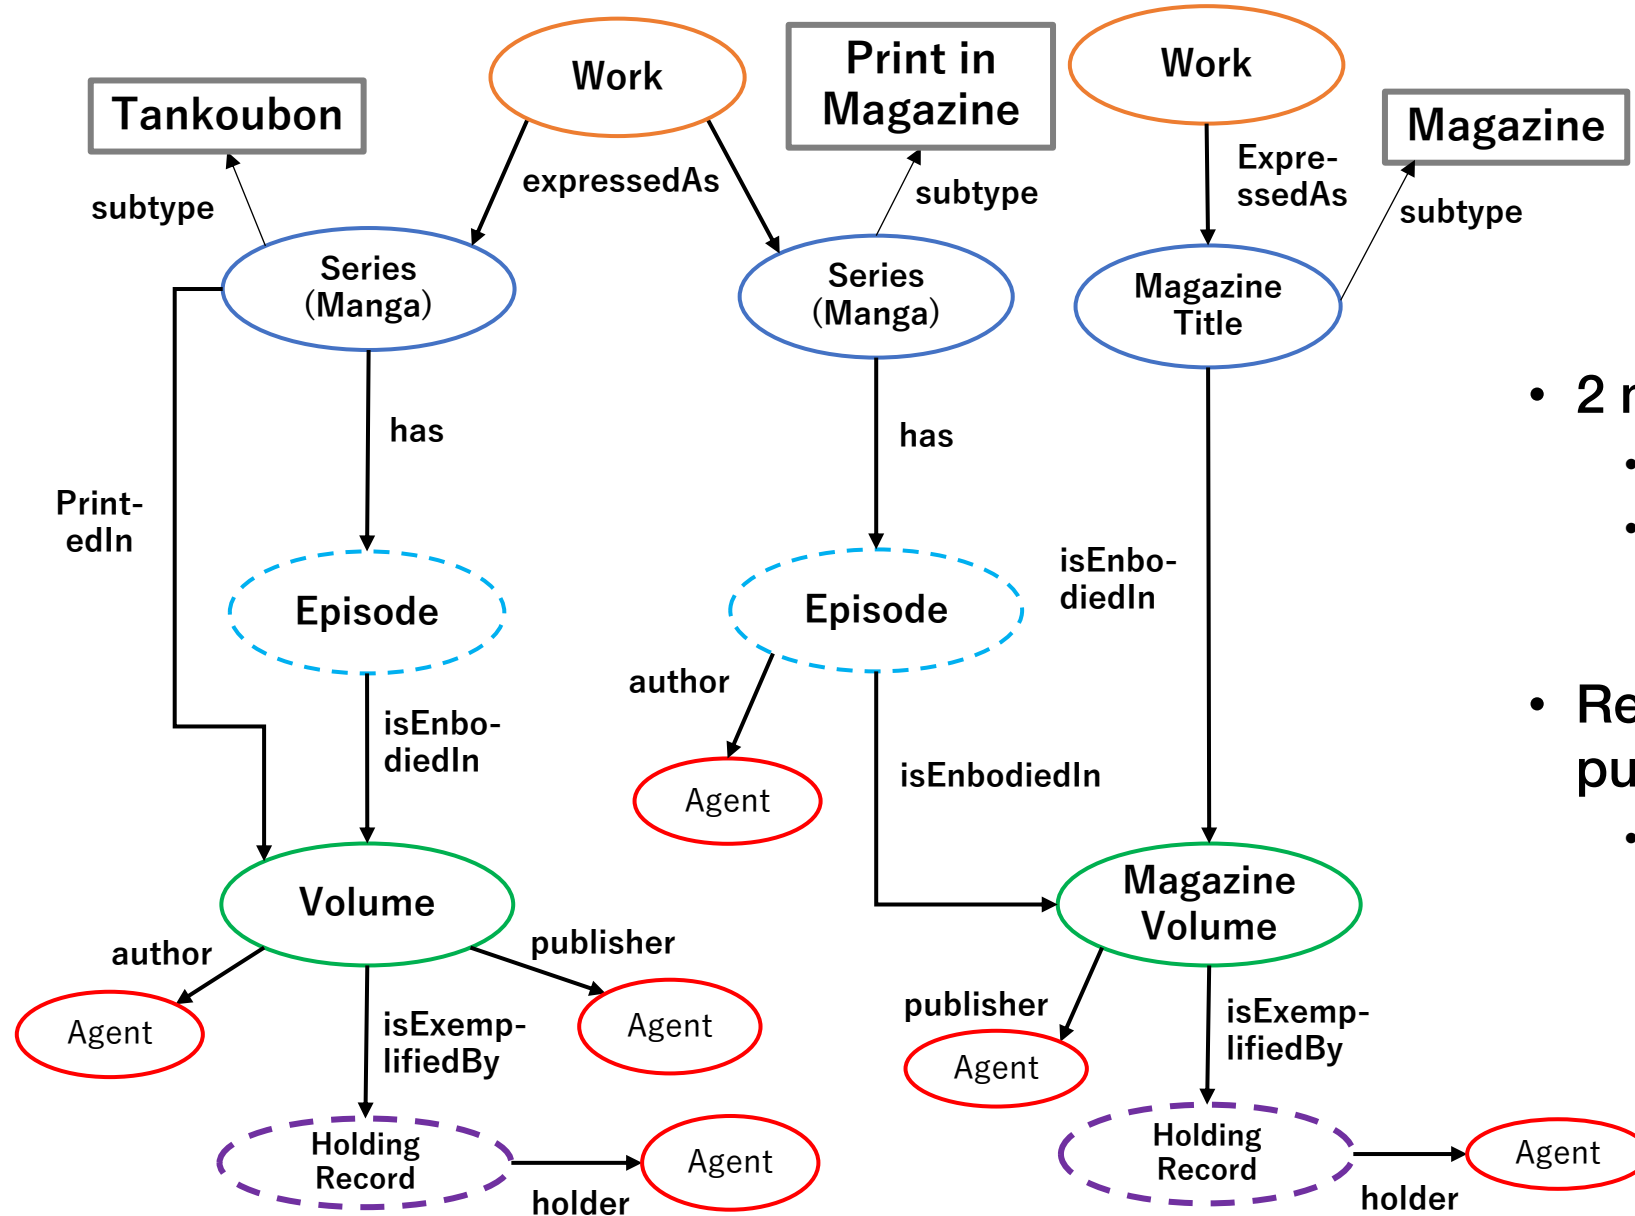 Work
Print in
Magazine
Work
Tankoubon
Magazine
expressedAs
Expre-
ssedAs
subtype
subtype
subtype
Series
(Manga)
Series
(Manga)
Magazine
Title
has
has
• 2
Print-
edIn
isEnbo-
diedIn
Episode
Episode
author
isEnbo-
diedIn
isEnbodiedIn
Agent
• Re
pu
Volume
Magazine
Volume
author
publisher
publisher
Agent
Agent
isExemp-
lifiedBy
Agent
isExemp-
lifiedBy
Holding
Record
Agent
holder
Holding
Record
Agent
holder